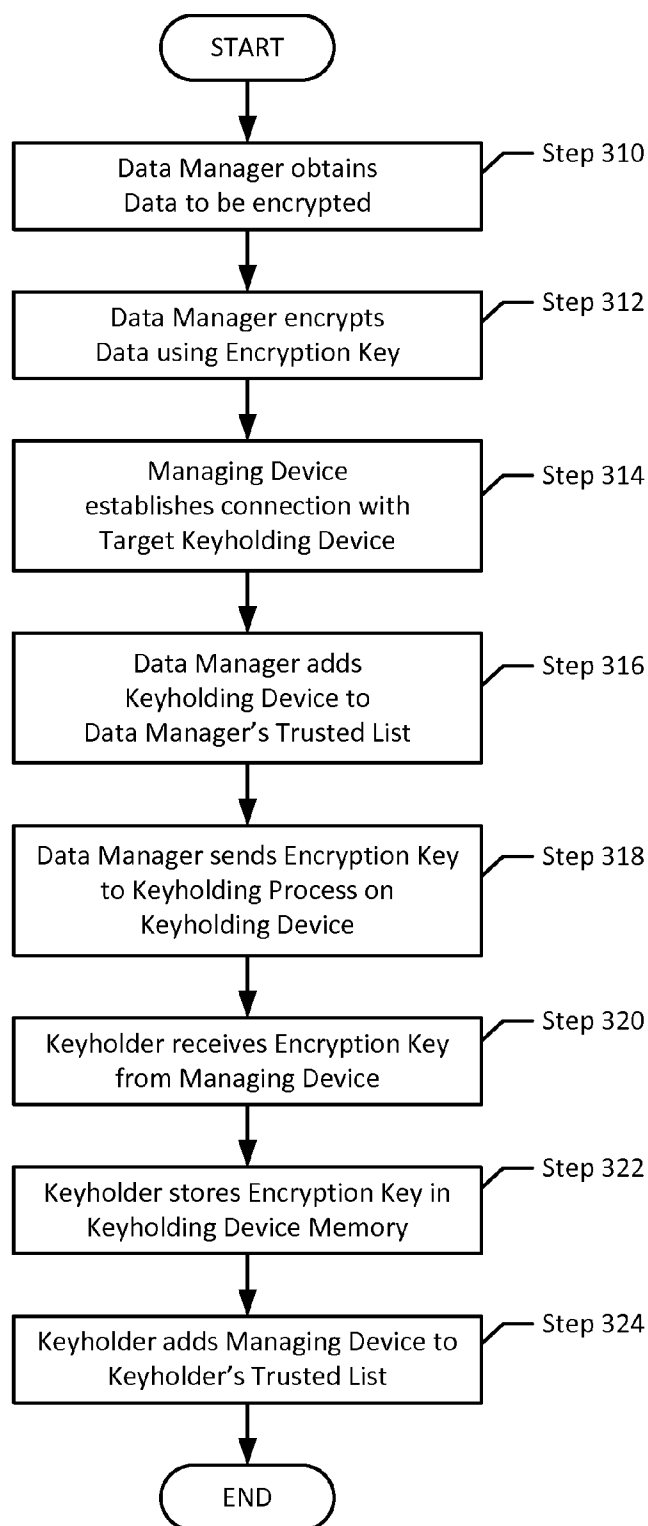 START
Data Manager obtains
Data to be encrypted
Step 310
Data Manager encrypts
Data using Encryption Key
Step 312
Managing Device
establishes connection with
Target Keyholding Device
Step 314
Data Manager adds
Keyholding Device to
Data Manager’s Trusted List
Step 316
Data Manager sends Encryption Key
to Keyholding Process on
Keyholding Device
Step 318
Keyholder receives Encryption Key
from Managing Device
Step 320
Keyholder stores Encryption Key in
Keyholding Device Memory
Step 322
Keyholder adds Managing Device to
Keyholder’s Trusted List
Step 324
END